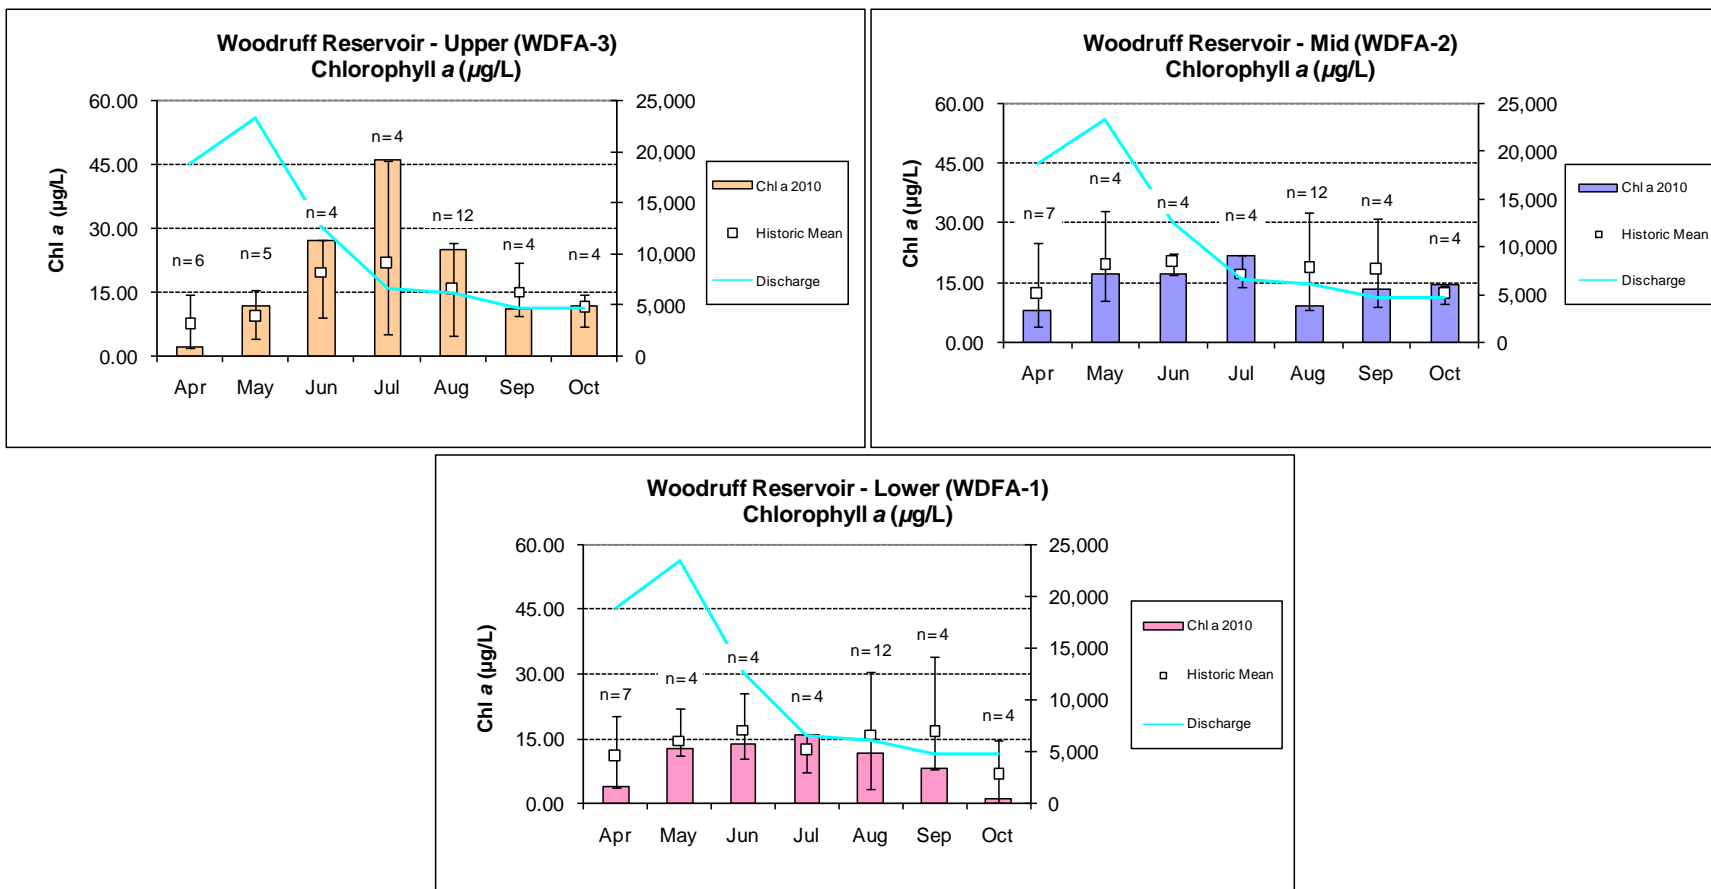 Woodruff Reservoir - Upper (WDFA-3)
Chlorophyll a (µg/L)
60.00
45.00
30.00
15.00
0.00
Chl a (µg/L)
25,000
20,000
15,000
10,000
5,000
0
n=6
n=5
n=4
n=4
n=12
n=4
n=4
Apr May Jun Jul Aug Sep Oct
Chl a 2010
Historic Mean
Discharge
Woodruff Reservoir - Mid (WDFA-2)
Chlorophyll a (µg/L)
60.00
45.00
30.00
15.00
0.00
Chl a (µg/L)
25,000
20,000
15,000
10,000
5,000
0
n=7
n=4
n=4
n=4
n=12
n=4
n=4
Apr May Jun Jul Aug Sep Oct
Chl a 2010
Historic Mean
Discharge
Woodruff Reservoir - Lower (WDFA-1)
Chlorophyll a (µg/L)
60.00
45.00
30.00
15.00
0.00
Chl a (µg/L)
25,000
20,000
15,000
10,000
5,000
0
n=7
n=4
n=4
n=4
n=12
n=4
n=4
Apr May Jun Jul Aug Sep Oct
Chl a 2010
Historic Mean
Discharge